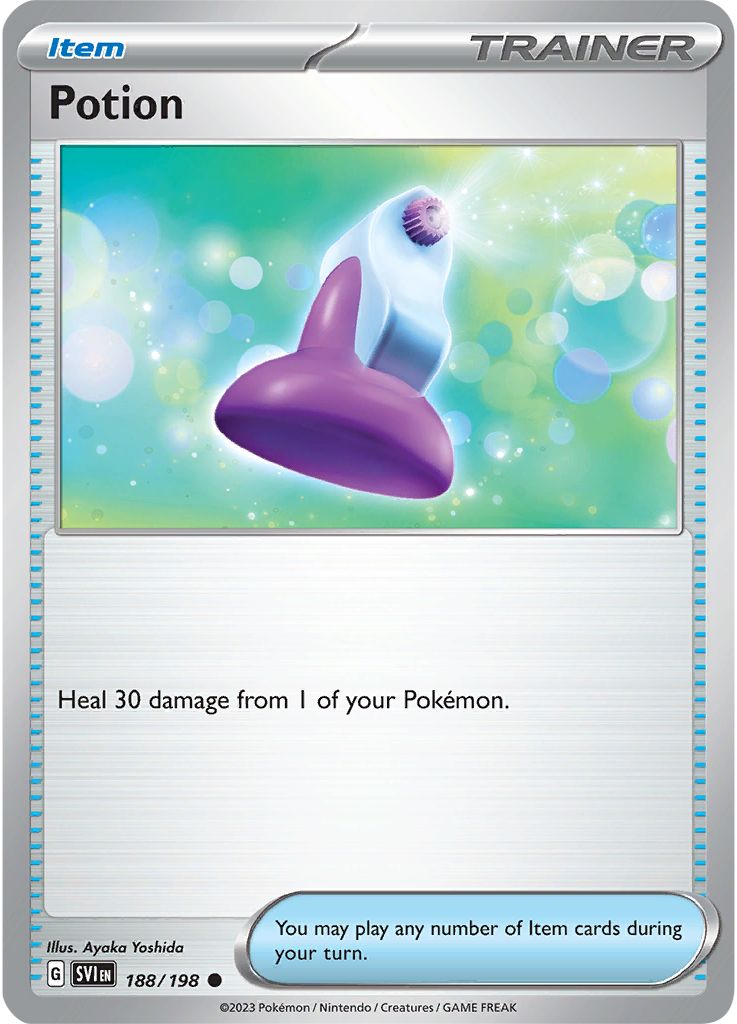 Item
TRAINER
Potion
Heal 30 damage from 1 of your Pokémon.
You may play any number of Item cards during
your turn.
Illus. Ayaka Yoshida
G SVI EN 188/198
©2023 Pokémon / Nintendo / Creatures / GAME FREAK